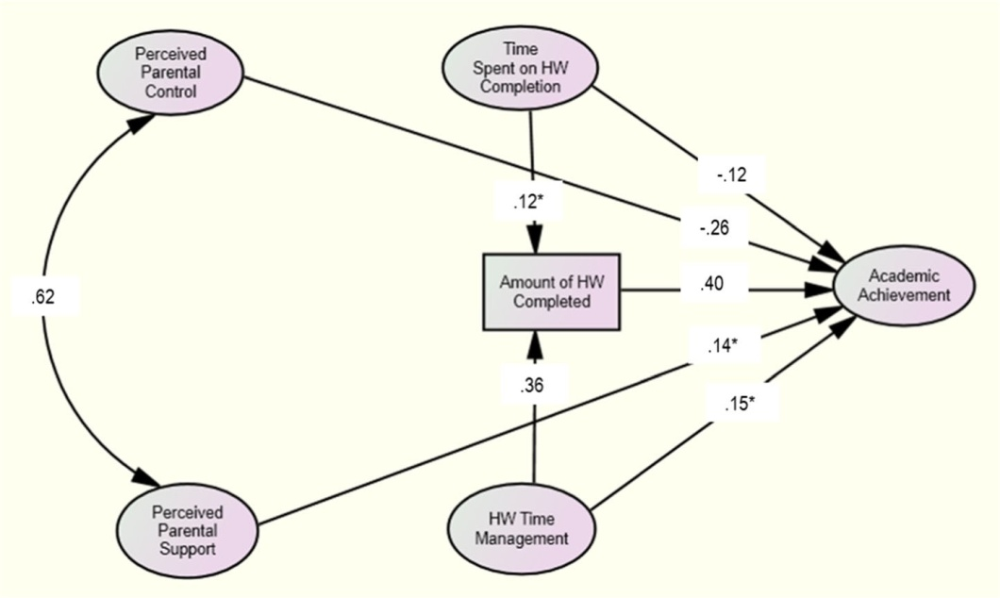 Perceived
Parental
Control
Time
Spent on HW
Completion
-.12
.12*
-.26
Amount of HW
Completed
.40
Academic
Achievement
.62
.14*
.36
.15*
Perceived
Parental
Support
HW Time
Management